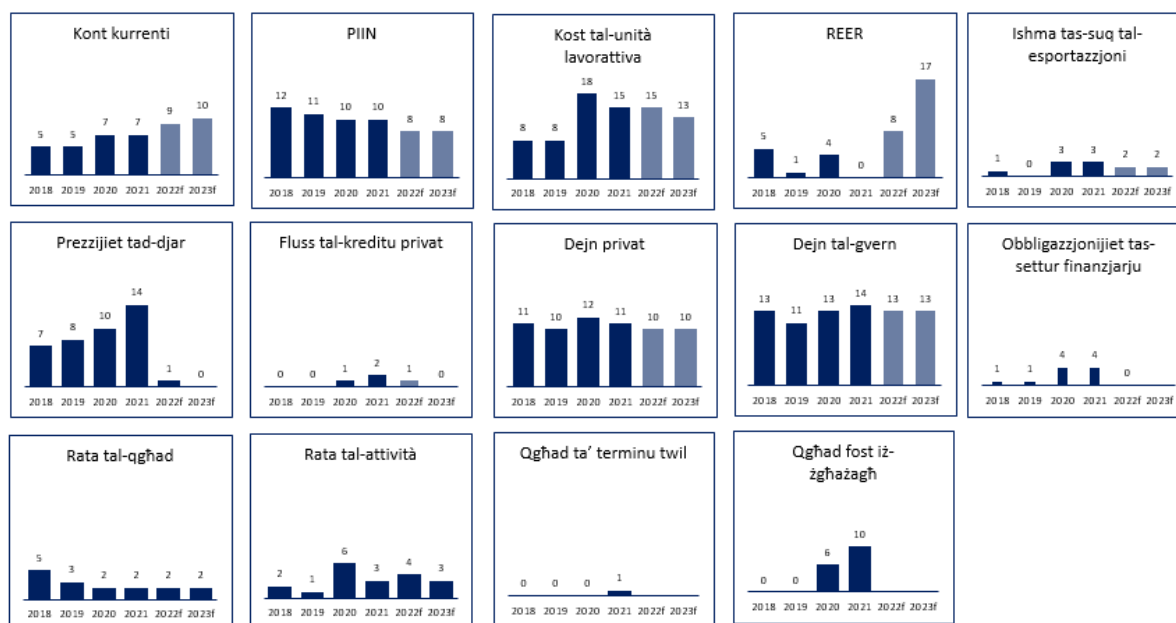 Kont kurrenti
5 5 7 7 9 10
2018 2019 2020 2021 2022f 2023f
PIIN
12 11 10 10 8 8
2018 2019 2020 2021 2022f 2023f
Kost tal-unità
lavorattiva
8 8 18 15 15 13
2018 2019 2020 2021 2022f 2023f
REER
5 1 4 0 8 17
2018 2019 2020 2021 2022f 2023f
Ishma tas-suq tal-
esportazzjoni
1 0 3 3 2 2
2018 2019 2020 2021 2022f 2023f
Prezzijiet tad-djar
7 8 10 14 1 0
2018 2019 2020 2021 2022f 2023f
Fluss tal-kreditu privat
0 0 1 2 1 0
2018 2019 2020 2021 2022f 2023f
Dejn privat
11 10 12 11 10 10
2018 2019 2020 2021 2022f 2023f
Dejn tal-gvern
13 11 13 14 13 13
2018 2019 2020 2021 2022f 2023f
Obbligazzjonijiet tas-
settur finanzjarju
1 1 4 4 0
2018 2019 2020 2021 2022f 2023f
Rata tal-qgħad
5 3 2 2 2 2
2018 2019 2020 2021 2022f 2023f
Rata tal-attività
2 1 6 3 4 3
2018 2019 2020 2021 2022f 2023f
Qgħad ta’ terminu twil
0 0 0 1
2018 2019 2020 2021 2022f 2023f
Qgħad fost iż-
żgħażagħ
0 0 6 10
2018 2019 2020 2021 2022f 2023f